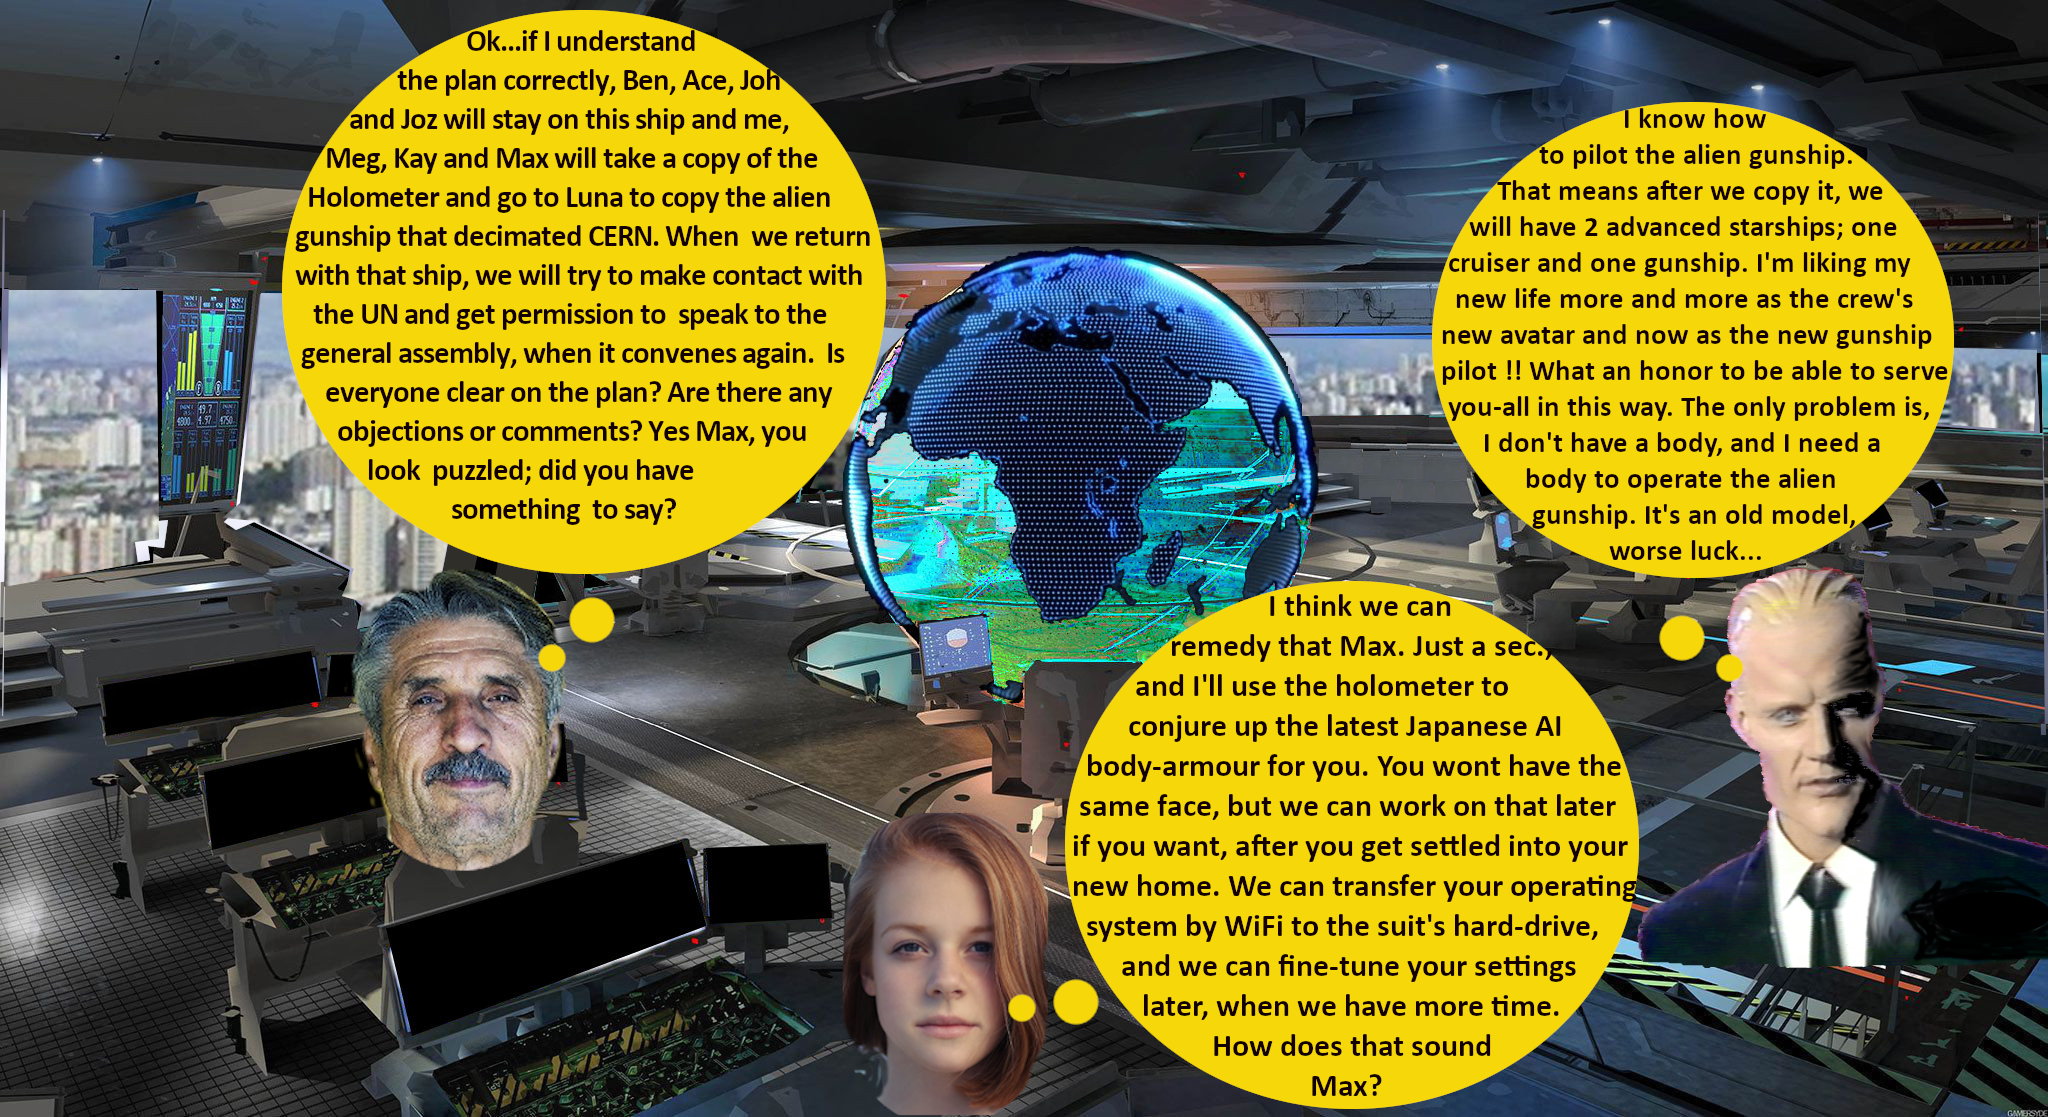 Ok...if I understand
the plan correctly, Ben, Ace, Joh
and Joz will stay on this ship and me,
Meg, Kay and Max will take a copy of the
Holometer and go to Luna to copy the alien
gunship that decimated CERN. When we return
with that ship, we will try to make contact with
the UN and get permission to speak to the
general assembly, when it convenes again. Is
everyone clear on the plan? Are there any
objections or comments? Yes Max, you
look puzzled; did you have
something to say?
I know how
to pilot the alien gunship.
That means after we copy it, we
will have 2 advanced starships; one
cruiser and one gunship. I'm liking my
new life more and more as the crew's
new avatar and now as the new gunship
pilot !! What an honor to be able to serve
you-all in this way. The only problem is,
I don't have a body, and I need a
body to operate the alien
gunship. It's an old model,
worse luck...
I think we can
remedy that Max. Just a sec.,
and I'll use the holometer to
conjure up the latest Japanese AI
body-armour for you. You wont have the
same face, but we can work on that later
if you want, after you get settled into your
new home. We can transfer your operating
system by WiFi to the suit's hard-drive,
and we can fine-tune your settings
later, when we have more time.
How does that sound
Max?